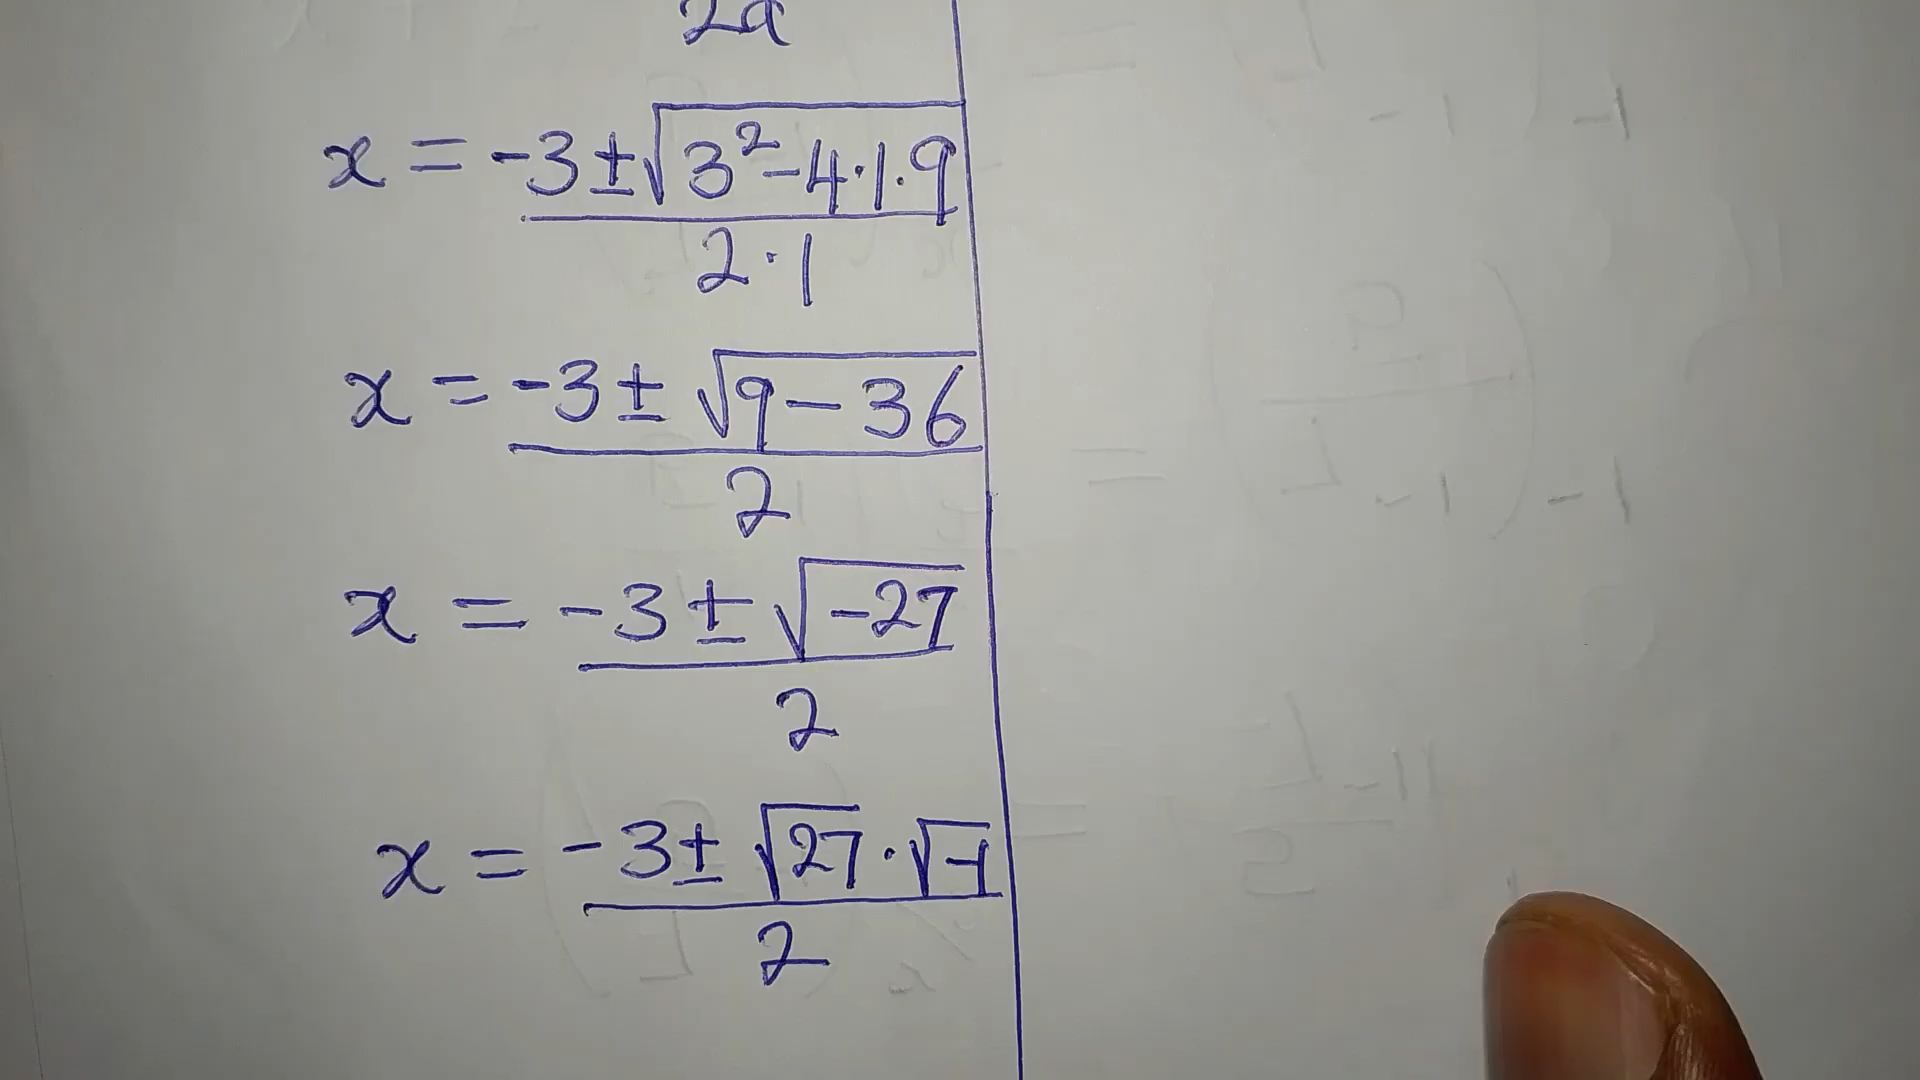 2a
x = -3±√3²-4·1·9
2·1
x = -3± √9-36
2
x = -3 ± √-27
2
x = -3± √27·√-1
2